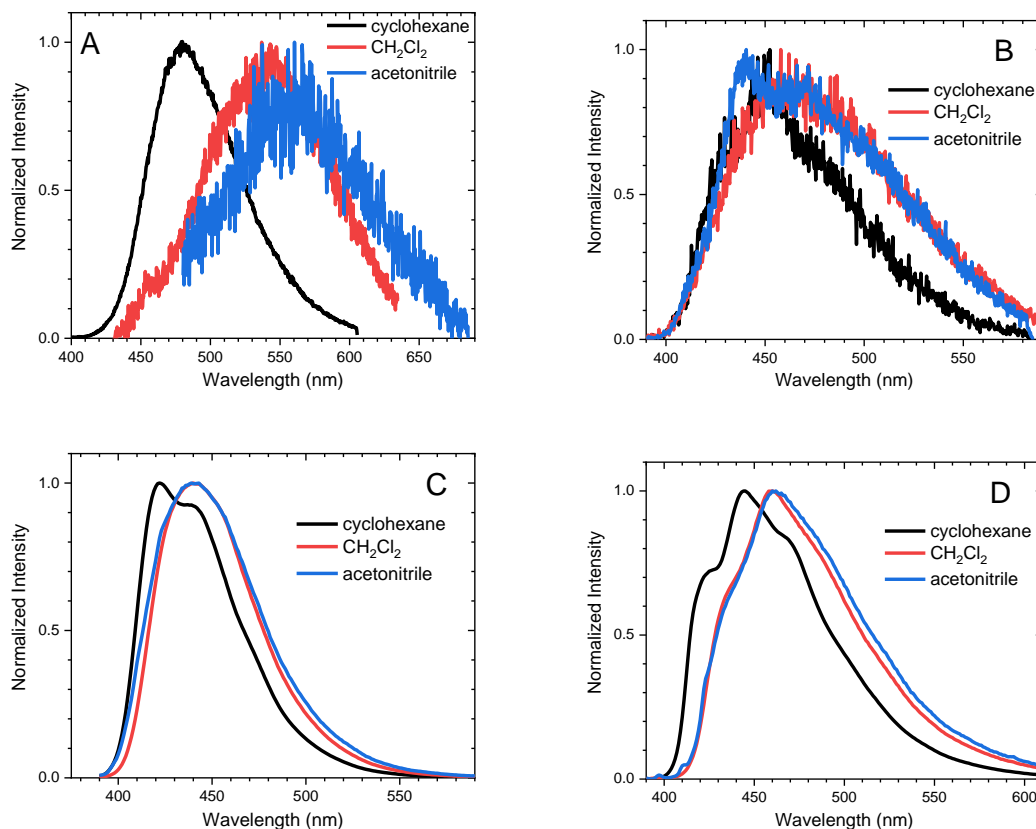 A
cyclohexane
CH₂Cl₂
acetonitrile
1.0
0.5
0.0
Normalized Intensity
400 450 500 550 600 650
Wavelength (nm)
B
cyclohexane
CH₂Cl₂
acetonitrile
1.0
0.5
0.0
Normalized Intensity
400 450 500 550
Wavelength (nm)
C
cyclohexane
CH₂Cl₂
acetonitrile
1.0
0.5
0.0
Normalized Intensity
400 450 500 550
Wavelength (nm)
D
cyclohexane
CH₂Cl₂
acetonitrile
1.0
0.5
0.0
Normalized Intensity
400 450 500 550 600
Wavelength (nm)